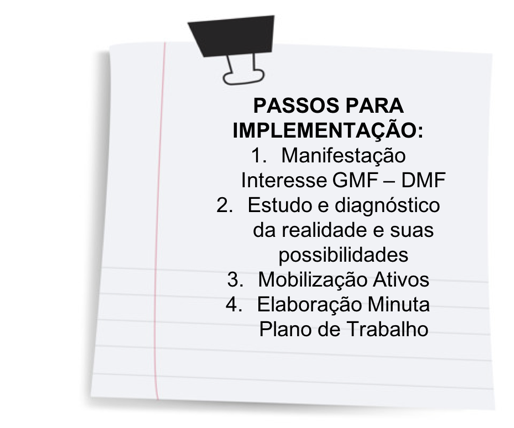 PASSOS PARA
IMPLEMENTAÇÃO:
1. Manifestação
Interesse GMF – DMF
2. Estudo e diagnóstico
da realidade e suas
possibilidades
3. Mobilização Ativos
4. Elaboração Minuta
Plano de Trabalho